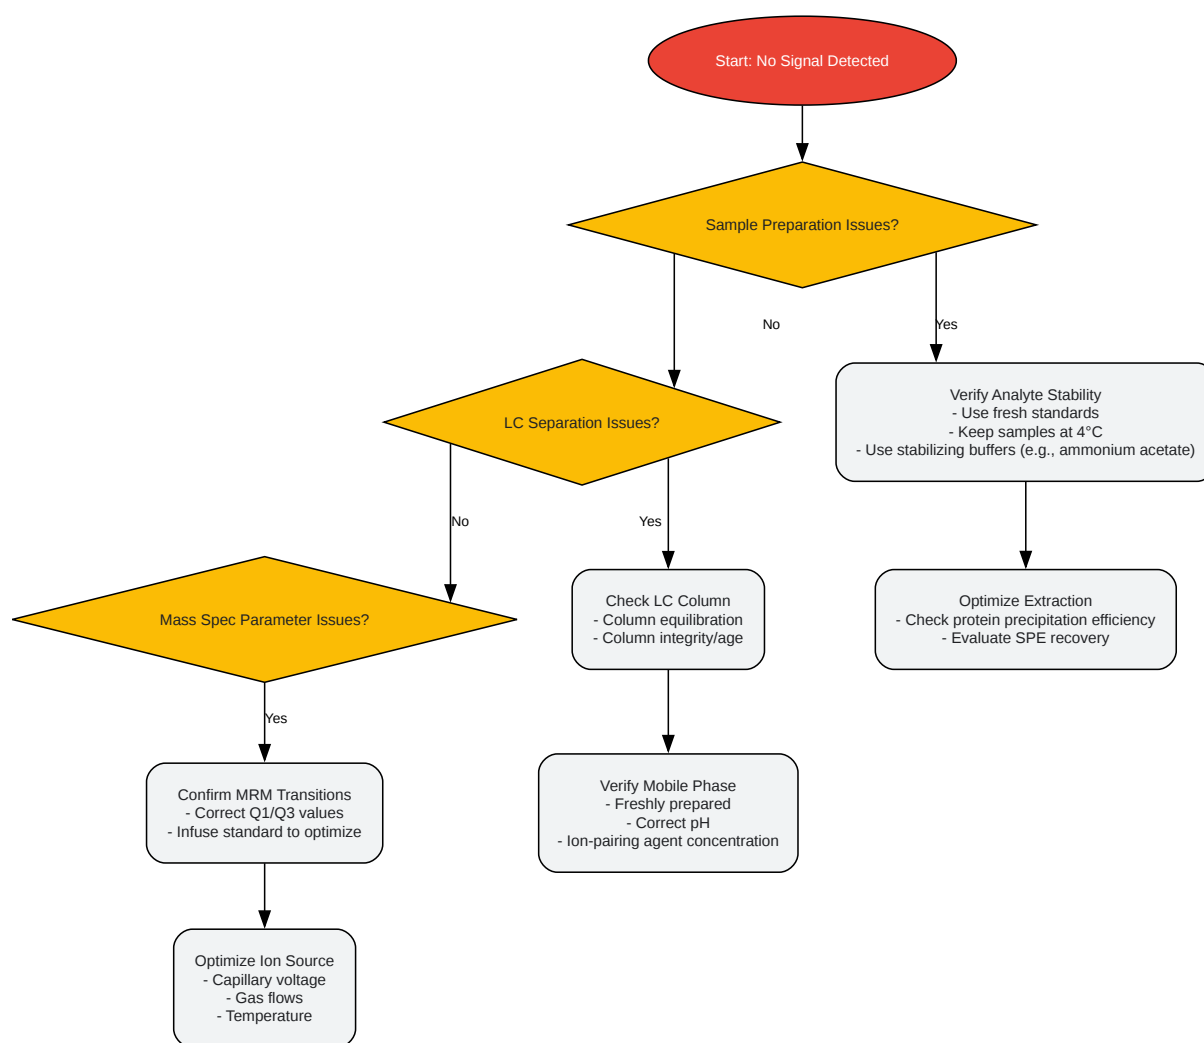 Start: No Signal Detected
Sample Preparation Issues?
No
Yes
LC Separation Issues?
Verify Analyte Stability
- Use fresh standards
- Keep samples at 4°C
- Use stabilizing buffers (e.g., ammonium acetate)
No
Yes
Mass Spec Parameter Issues?
Check LC Column
- Column equilibration
- Column integrity/age
Optimize Extraction
- Check protein precipitation efficiency
- Evaluate SPE recovery
Yes
Confirm MRM Transitions
- Correct Q1/Q3 values
- Infuse standard to optimize
Verify Mobile Phase
- Freshly prepared
- Correct pH
- Ion-pairing agent concentration
Optimize Ion Source
- Capillary voltage
- Gas flows
- Temperature